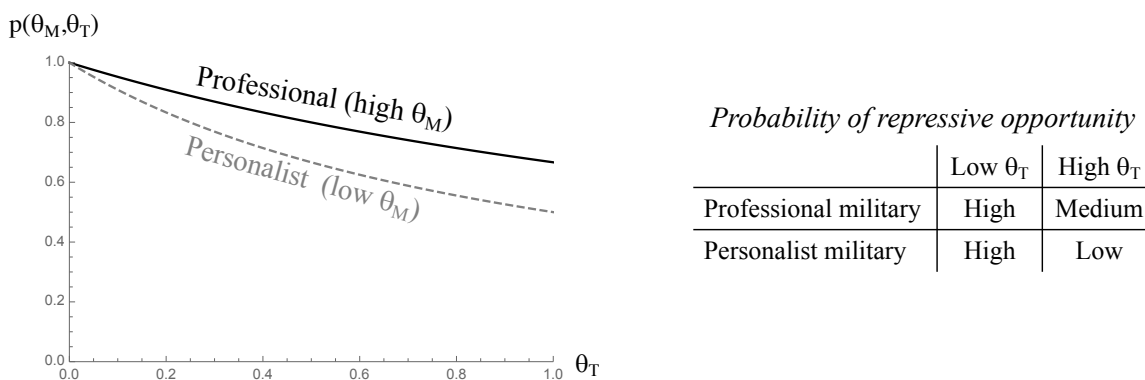 p(θM,θT)
1.0
0.8
0.6
0.4
0.2
0.0
Professional (high θM)
Personalist (low θM)
0.0 0.2 0.4 0.6 0.8 1.0
θT
Probability of repressive opportunity
Low θT High θT
Professional military High Medium
Personalist military High Low